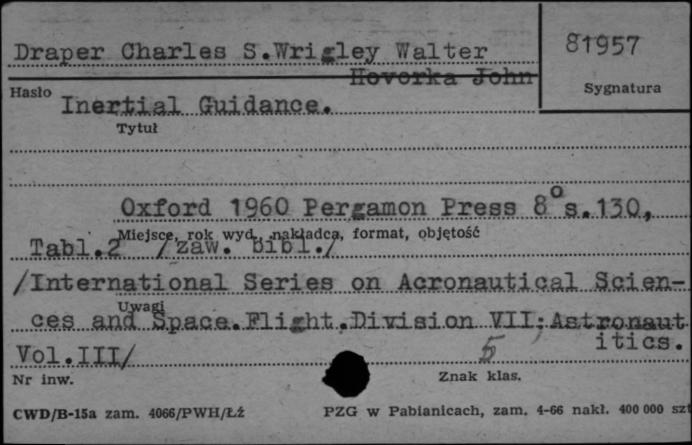 Draper Charles S.Wrigley Walter
81957
Hovorka John
Hasło
Sygnatura
Inertial Guidance.
Tytuł
Oxford 1960 Pergamon Press 8° s.130,
Miejsce, rok wyd., nakładca, format, objętość
Tabl.2 /zaw. bibl./
/International Series on Acronautical Scien-
Uwagi
ces and Space.Flight.Division VII: Astronaut
itics.
Vol.III/
5
Nr inw.
Znak klas.
CWD/B-15a zam. 4066/PWH/Łź
PZG w Pabianicach, zam. 4-66 nakł. 400 000 szt